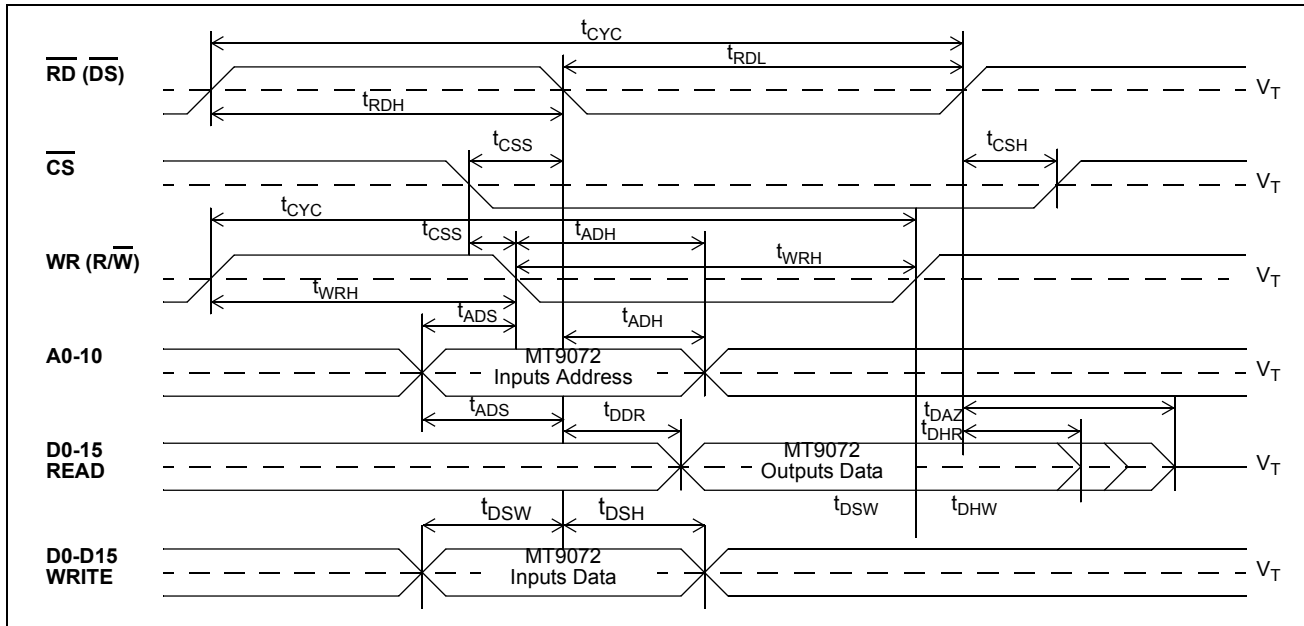 tCYC
RD (DS)
tRDL
VT
tRDH
tCSS
tCSH
CS
VT
tCYC
tCSS
tADH
WR (R/W)
tWRH
VT
tWRH
tADS
tADH
A0-10
MT9072
Inputs Address
VT
tADS
tDDR
tDAZ
tDHR
D0-15
READ
MT9072
Outputs Data
VT
tDSW
tDHW
tDSW
tDSH
D0-D15
WRITE
MT9072
Inputs Data
VT